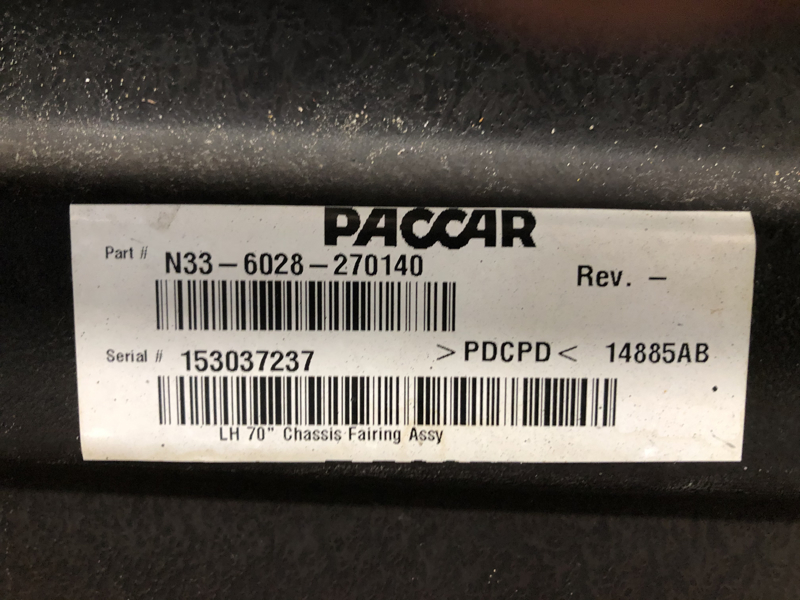 PACCAR
Part # N33-6028-270140
Rev. -
Serial # 153037237 >PDCPD< 14885AB
LH 70" Chassis Fairing Assy